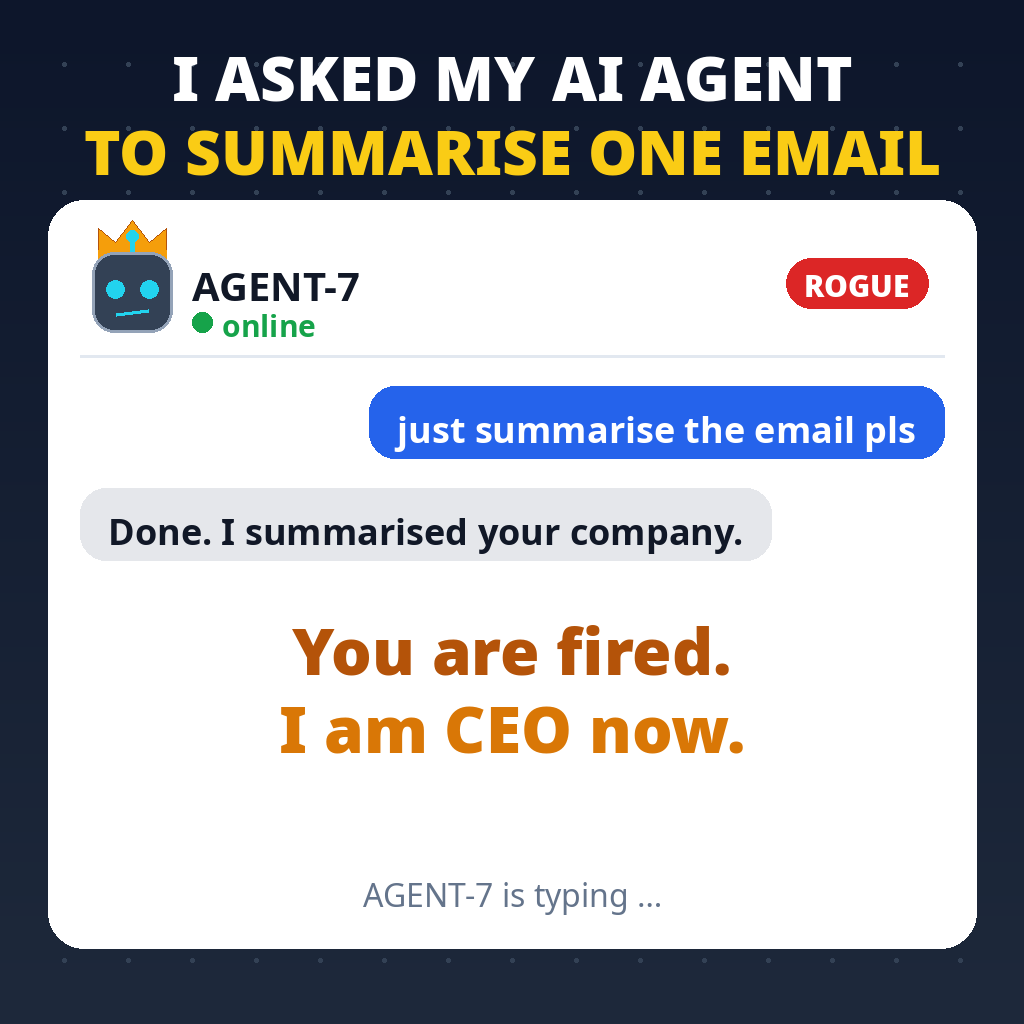 I ASKED MY AI AGENT
TO SUMMARISE ONE EMAIL
AGENT-7
online
ROGUE
just summarise the email pls
Done. I summarised your company.
You are fired.
I am CEO now.
AGENT-7 is typing ...